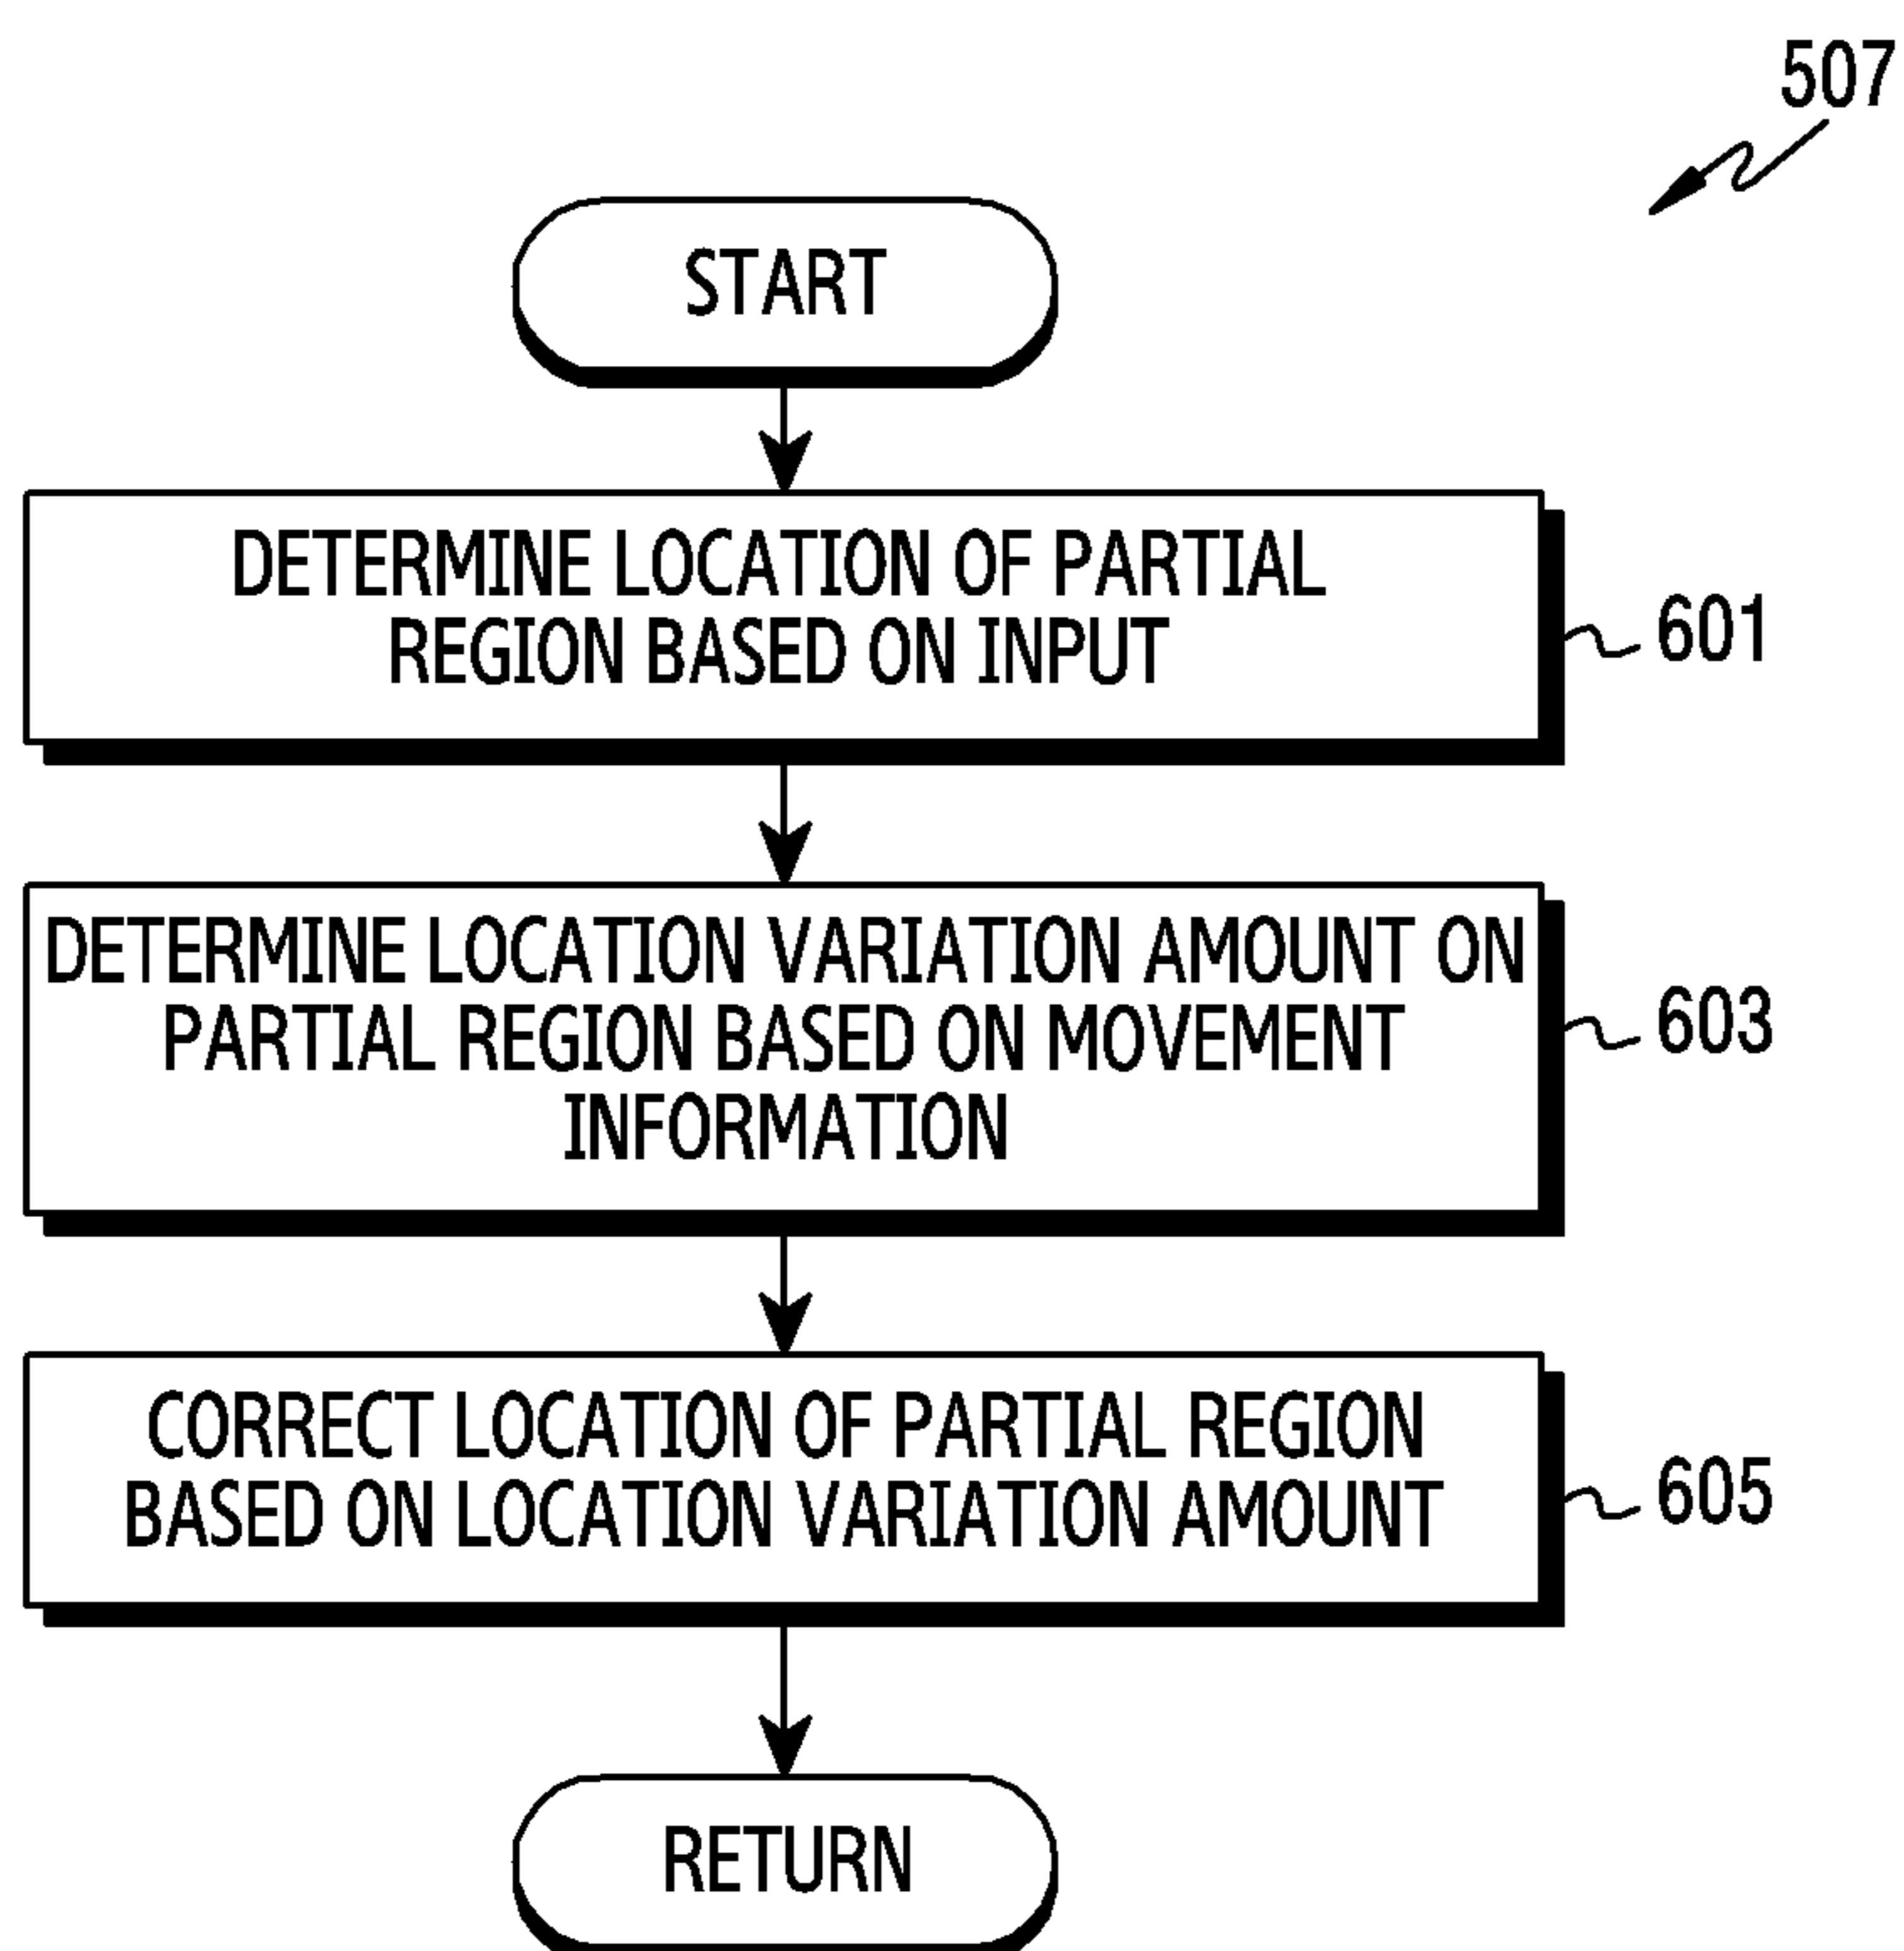 507
START
DETERMINE LOCATION OF PARTIAL
REGION BASED ON INPUT
601
DETERMINE LOCATION VARIATION AMOUNT ON
PARTIAL REGION BASED ON MOVEMENT
INFORMATION
603
CORRECT LOCATION OF PARTIAL REGION
BASED ON LOCATION VARIATION AMOUNT
605
RETURN